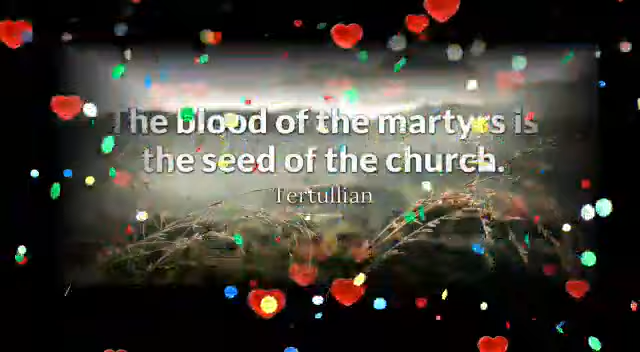 The blood of the martyrs is
the seed of the church.
Tertullian